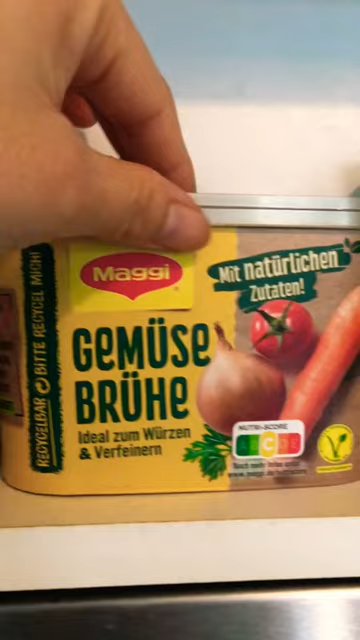 Maggi
Mit natürlichen
Zutaten!
GEMÜSE
BRÜHE
Ideal zum Würzen
& Verfeinern
RECYCELBAR BITTE RECYCEL MICH!
NUTRI-SCORE
C